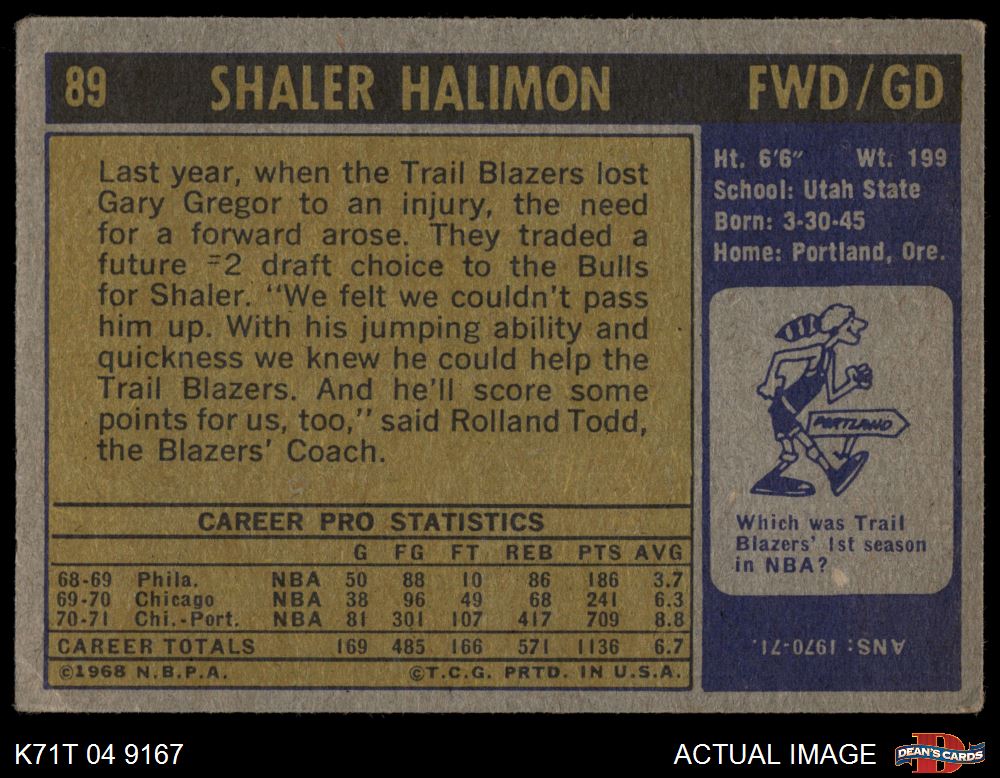 89 SHALER HALIMON FWD/GD
Last year, when the Trail Blazers lost
Gary Gregor to an injury, the need
for a forward arose. They traded a
future =2 draft choice to the Bulls
for Shaler. "We felt we couldn't pass
him up. With his jumping ability and
quickness we knew he could help the
Trail Blazers. And he'll score some
points for us, too," said Rolland Todd,
the Blazers' Coach.
Ht. 6'6" Wt. 199
School: Utah State
Born: 3-30-45
Home: Portland, Ore.
PORTLAND
Which was Trail
Blazers' 1st season
in NBA?
ANS: 1970-71.
CAREER PRO STATISTICS
G FG FT REB PTS AVG
68-69 Phila. NBA 50 88 10 86 186 3.7
69-70 Chicago NBA 38 96 49 68 241 6.3
70-71 Chi.-Port. NBA 81 301 107 417 709 8.8
CAREER TOTALS 169 485 166 571 1136 6.7
©1968 N.B.P.A. ©T.C.G. PRTD. IN U.S.A.
K71T 04 9167 ACTUAL IMAGE
D
DEAN'S CARDS